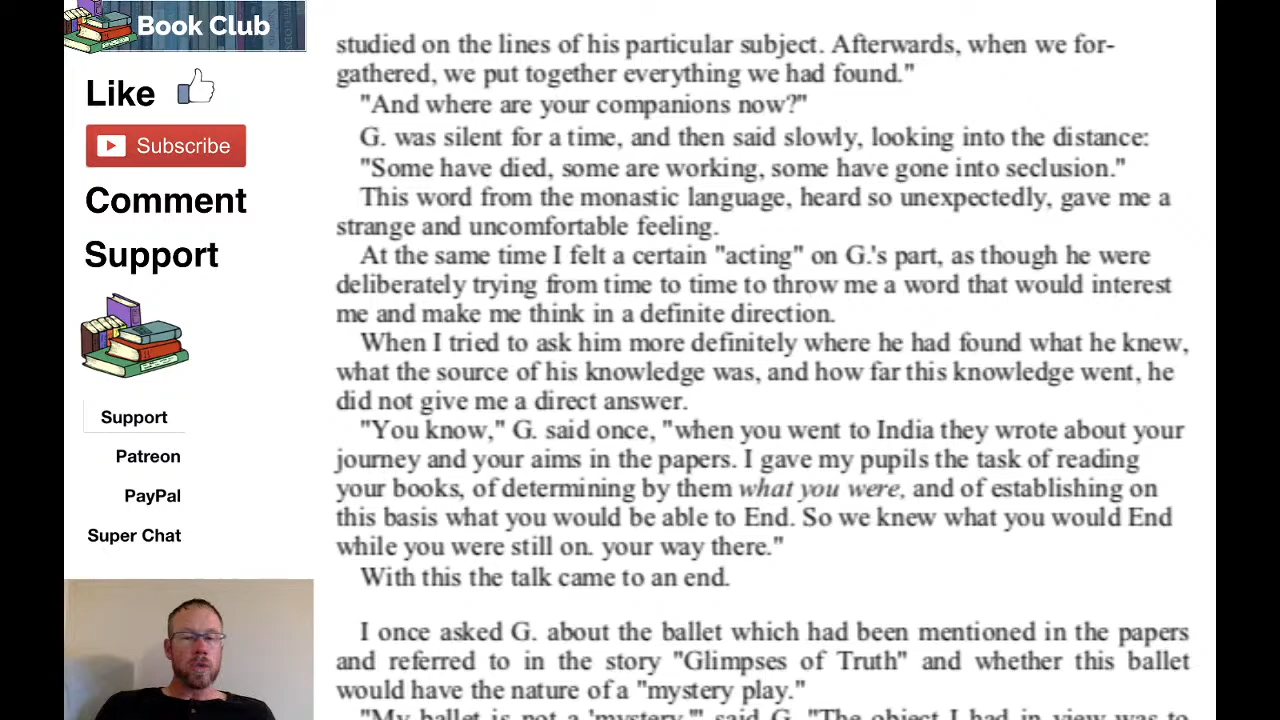 Book Club
Like
Subscribe
Comment
Support
Support
Patreon
PayPal
Super Chat
studied on the lines of his particular subject. Afterwards, when we for-
gathered, we put together everything we had found."
"And where are your companions now?"
G. was silent for a time, and then said slowly, looking into the distance:
"Some have died, some are working, some have gone into seclusion."
This word from the monastic language, heard so unexpectedly, gave me a
strange and uncomfortable feeling.
At the same time I felt a certain "acting" on G.'s part, as though he were
deliberately trying from time to time to throw me a word that would interest
me and make me think in a definite direction.
When I tried to ask him more definitely where he had found what he knew,
what the source of his knowledge was, and how far this knowledge went, he
did not give me a direct answer.
"You know," G. said once, "when you went to India they wrote about your
journey and your aims in the papers. I gave my pupils the task of reading
your books, of determining by them what you were, and of establishing on
this basis what you would be able to End. So we knew what you would End
while you were still on. your way there."
With this the talk came to an end.
I once asked G. about the ballet which had been mentioned in the papers
and referred to in the story "Glimpses of Truth" and whether this ballet
would have the nature of a "mystery play."
"My ballet is not a 'mystery,'" said G. "The object I had in view was to